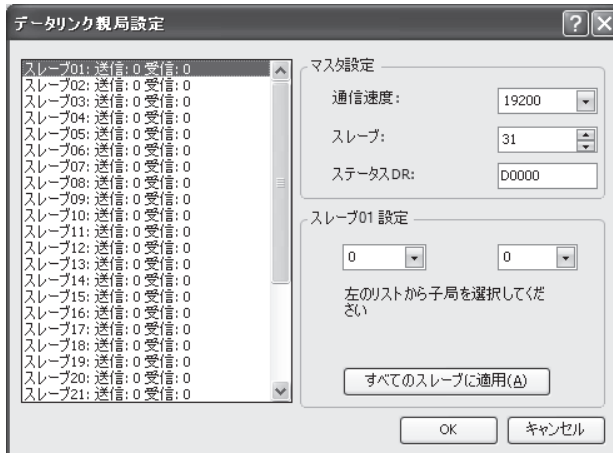 データリンク親局設定
スレーブ01: 送信: 0 受信: 0
スレーブ02: 送信: 0 受信: 0
スレーブ03: 送信: 0 受信: 0
スレーブ04: 送信: 0 受信: 0
スレーブ05: 送信: 0 受信: 0
スレーブ06: 送信: 0 受信: 0
スレーブ07: 送信: 0 受信: 0
スレーブ08: 送信: 0 受信: 0
スレーブ09: 送信: 0 受信: 0
スレーブ10: 送信: 0 受信: 0
スレーブ11: 送信: 0 受信: 0
スレーブ12: 送信: 0 受信: 0
スレーブ13: 送信: 0 受信: 0
スレーブ14: 送信: 0 受信: 0
スレーブ15: 送信: 0 受信: 0
スレーブ16: 送信: 0 受信: 0
スレーブ17: 送信: 0 受信: 0
スレーブ18: 送信: 0 受信: 0
スレーブ19: 送信: 0 受信: 0
スレーブ20: 送信: 0 受信: 0
スレーブ21: 送信: 0 受信: 0
マスタ設定
通信速度: 19200
スレーブ: 31
ステータスDR: D0000
スレーブ01 設定
0 0
左のリストから子局を選択してくだ
さい
すべてのスレーブに適用(A)
OK キャンセル